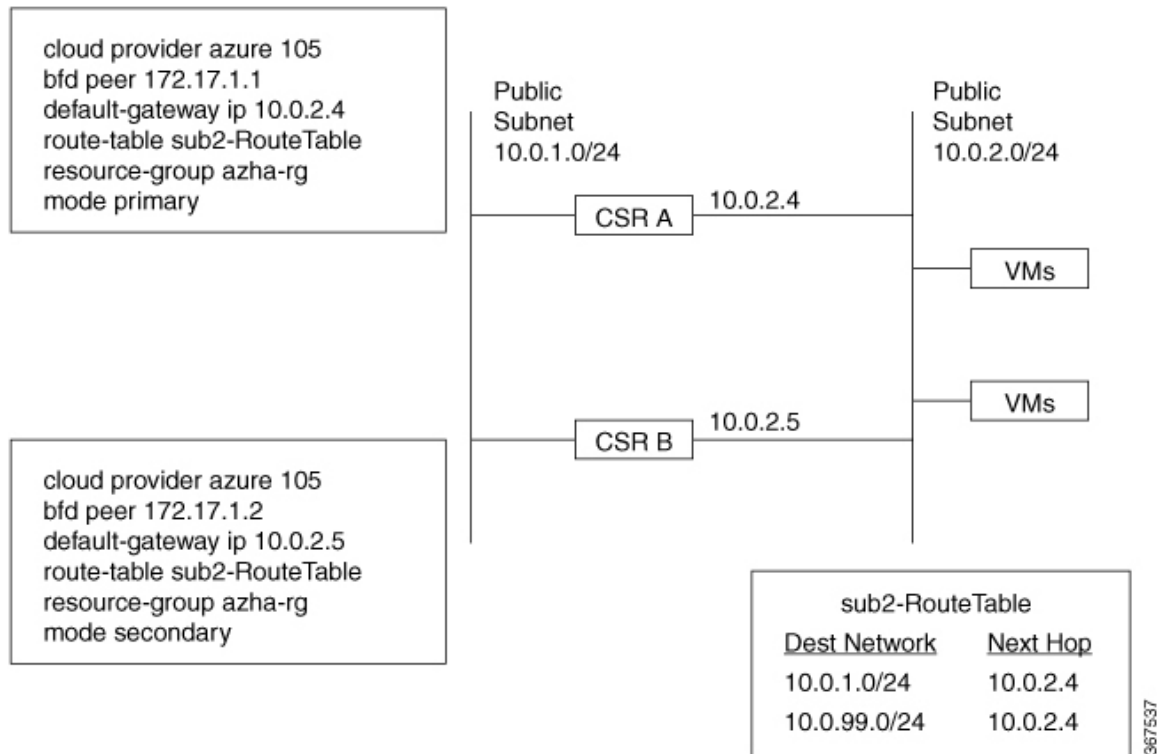 cloud provider azure 105
bfd peer 172.17.1.1
default-gateway ip 10.0.2.4
route-table sub2-RouteTable
resource-group azha-rg
mode primary
Public
Subnet
10.0.1.0/24
Public
Subnet
10.0.2.0/24
CSR A
10.0.2.4
VMs
VMs
CSR B
10.0.2.5
cloud provider azure 105
bfd peer 172.17.1.2
default-gateway ip 10.0.2.5
route-table sub2-RouteTable
resource-group azha-rg
mode secondary
sub2-RouteTable
Dest Network Next Hop
10.0.1.0/24 10.0.2.4
10.0.99.0/24 10.0.2.4
367537